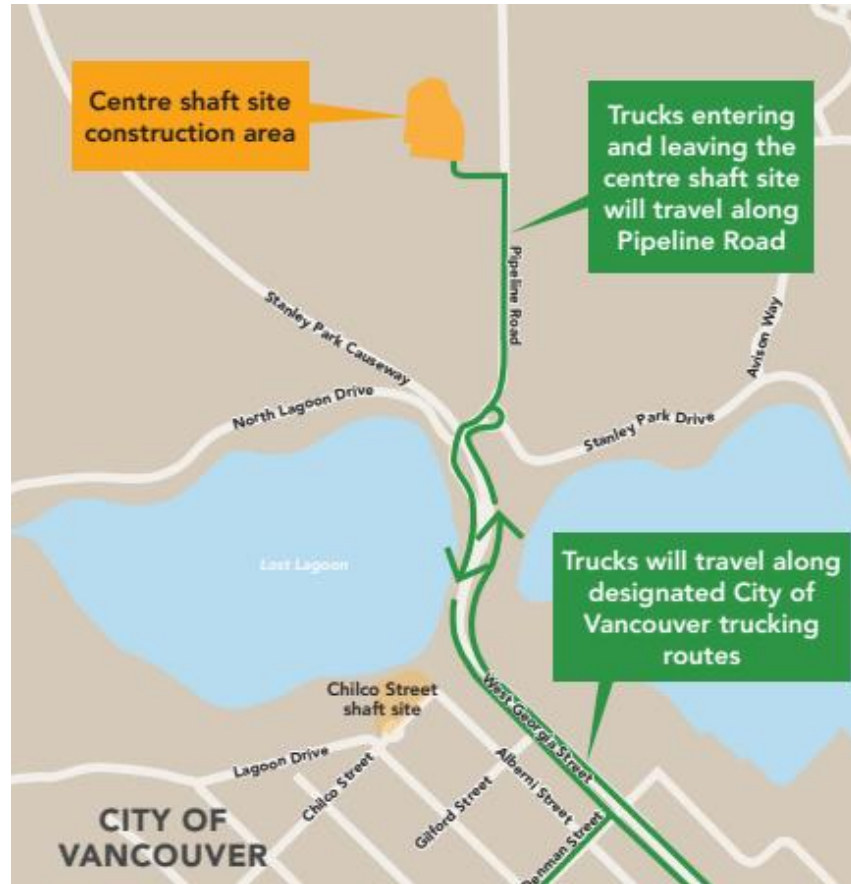 Centre shaft site
construction area
Trucks entering
and leaving the
centre shaft site
will travel along
Pipeline Road
Pipeline Road
Stanley Park Causeway
Avison Way
North Lagoon Drive
Stanley Park Drive
Lost Lagoon
Trucks will travel along
designated City of
Vancouver trucking
routes
Chilco Street
shaft site
West Georgia Street
Lagoon Drive
Chilco Street
Alberni Street
Gilford Street
Denman Street
CITY OF
VANCOUVER